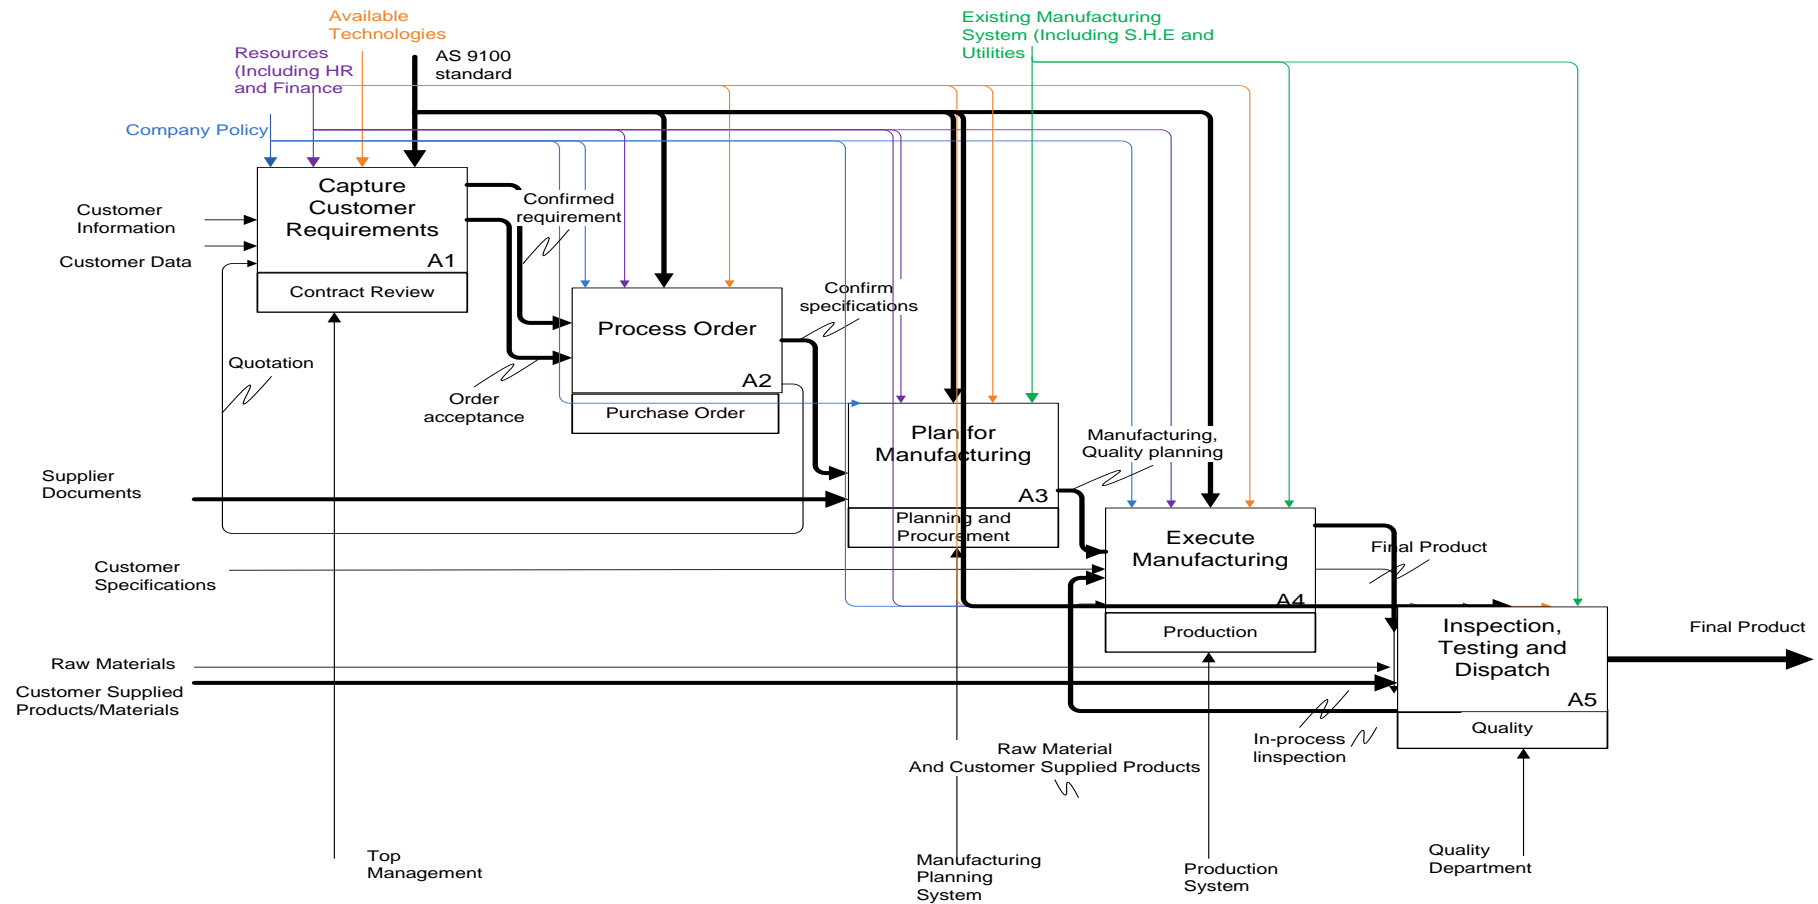 Available
Technologies
Existing Manufacturing
System (Including S.H.E and
Utilities
Resources
(Including HR
and Finance
AS 9100
standard
Company Policy
Capture
Customer
Requirements
A1
Contract Review
Customer
Information
Customer Data
Confirmed
requirement
Process Order
A2
Purchase Order
Confirm
specifications
Quotation
Order
acceptance
Plan for
Manufacturing
A3
Planning and
Procurement
Manufacturing,
Quality planning
Supplier
Documents
Execute
Manufacturing
A4
Production
Final Product
Customer
Specifications
Inspection,
Testing and
Dispatch
A5
Quality
Final Product
Raw Materials
Customer Supplied
Products/Materials
In-process
Iinspection
Raw Material
And Customer Supplied Products
Top
Management
Manufacturing
Planning
System
Production
System
Quality
Department